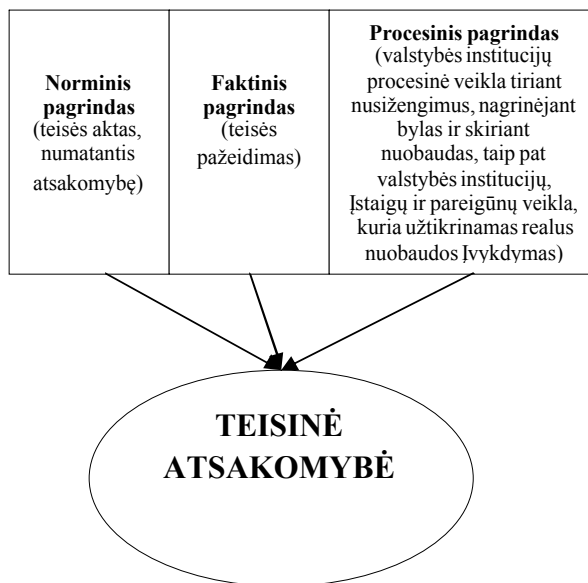 Norminis
pagrindas
(teisės aktas,
numatantis
atsakomybę)
Faktinis
pagrindas
(teisės
pažeidimas)
Procesinis pagrindas
(valstybės institucijų
procesinė veikla tiriant
nusižengimus, nagrinėjant
bylas ir skiriant
nuobaudas, taip pat
valstybės institucijų,
Įstaigų ir pareigūnų veikla,
kuria užtikrinamas realus
nuobaudos Įvykdymas)
TEISINĖ
ATSAKOMYBĖ